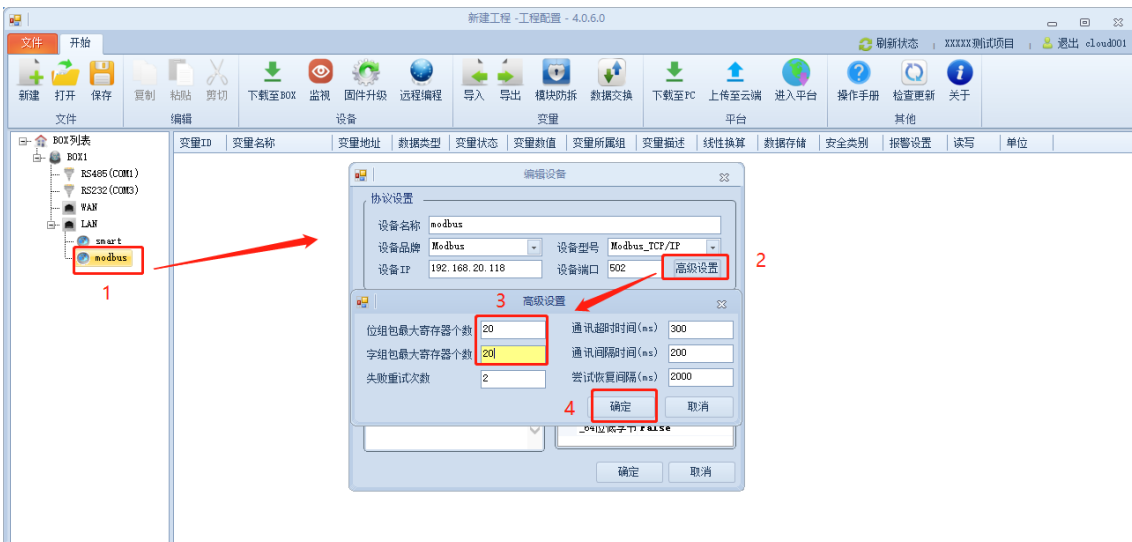 新建工程 -工程配置 - 4.0.6.0
文件 开始 刷新状态 XXXXX测试项目 退出 cloud001
新建 打开 保存 复制 粘贴 剪切 下载至BOX 监视 固件升级 远程编程 导入 导出 模块防拆 数据交换 下载至PC 上传至云端 进入平台 操作手册 检查更新 关于
文件 编辑 设备 变量 平台 其他
BOX列表
BOX1
RS485(COM1)
RS232(COM3)
WAN
LAN
smart
modbus
1
变量ID 变量名称 变量地址 数据类型 变量状态 变量数值 变量所属组 变量描述 线性换算 数据存储 安全类别 报警设置 读写 单位
编辑设备
协议设置
设备名称 modbus
设备品牌 Modbus 设备型号 Modbus_TCP/IP
设备IP 192.168.20.118 设备端口 502 高级设置 2
3 高级设置
位组包最大寄存器个数 20 通讯超时时间(ms) 300
字组包最大寄存器个数 20 通讯间隔时间(ms) 200
失败重试次数 2 尝试恢复间隔(ms) 2000
4 确定 取消
_64位低字节 False
确定 取消